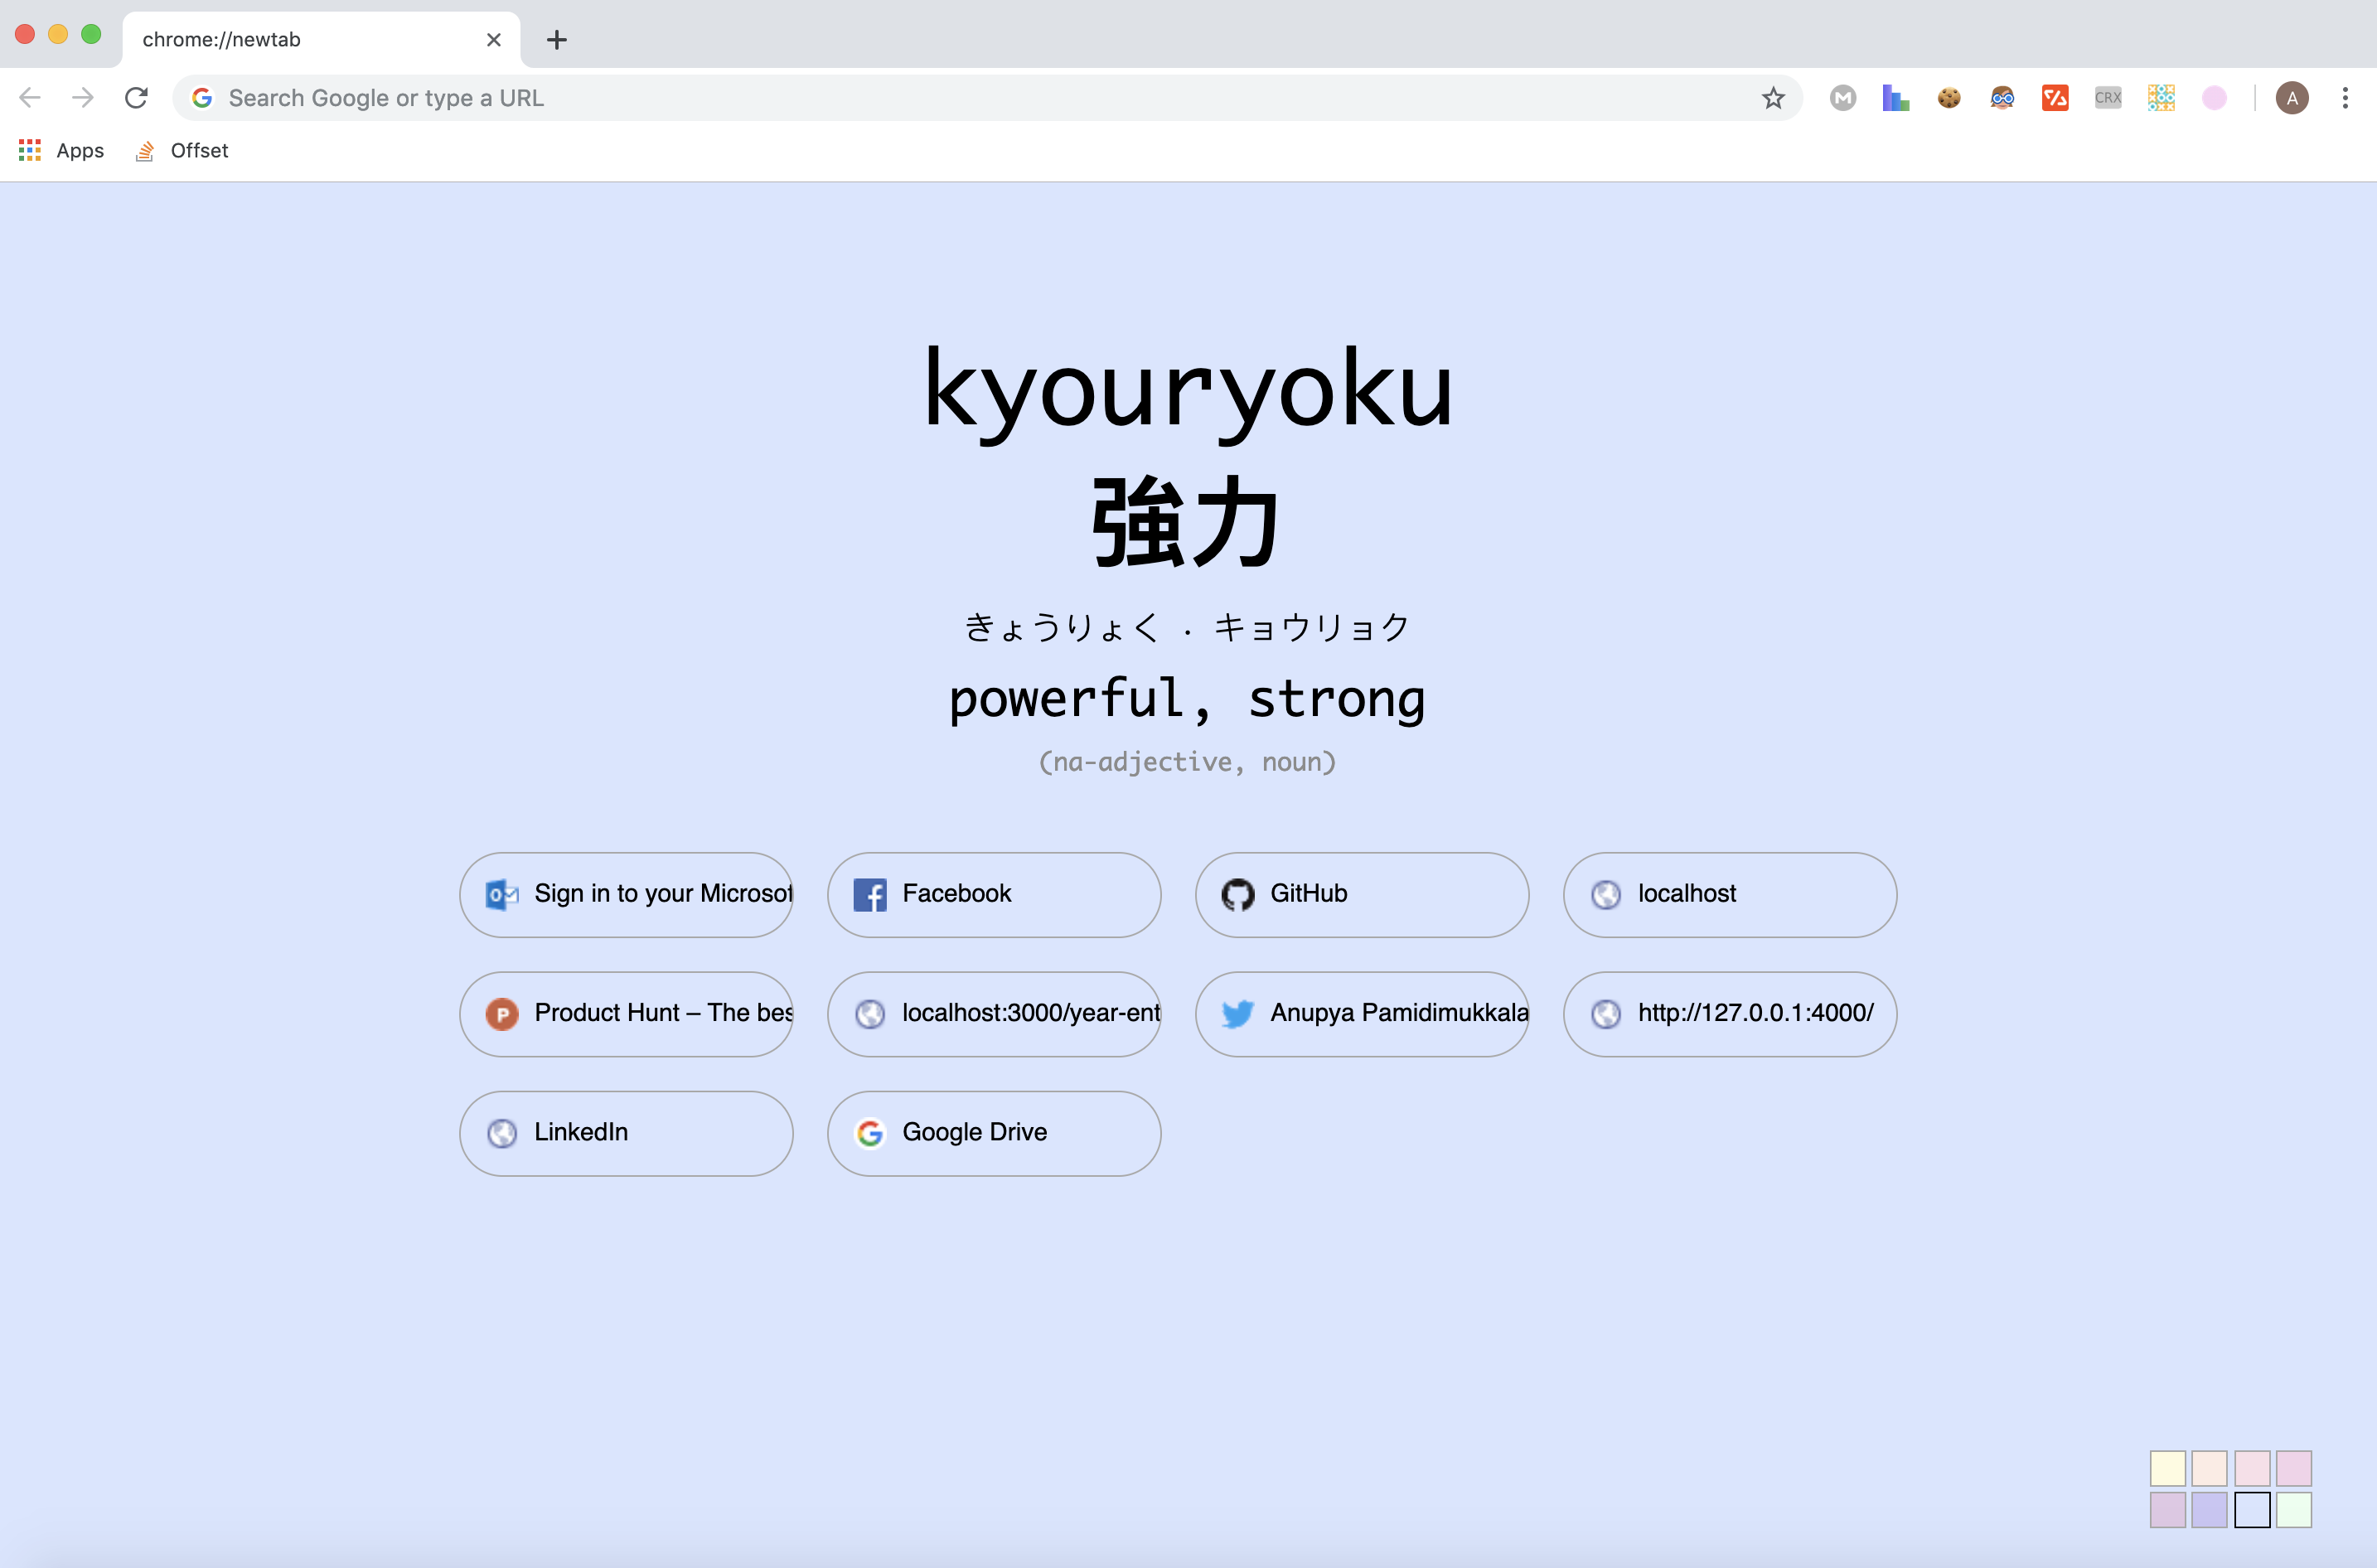 chrome://newtab
Search Google or type a URL
CRX
A
Apps
Offset
kyouryoku
強力
きょうりょく . キョウリョク
powerful, strong
(na-adjective, noun)
Sign in to your Microsof
Facebook
GitHub
localhost
Product Hunt – The bes
localhost:3000/year-ent
Anupya Pamidimukkala
http://127.0.0.1:4000/
LinkedIn
Google Drive